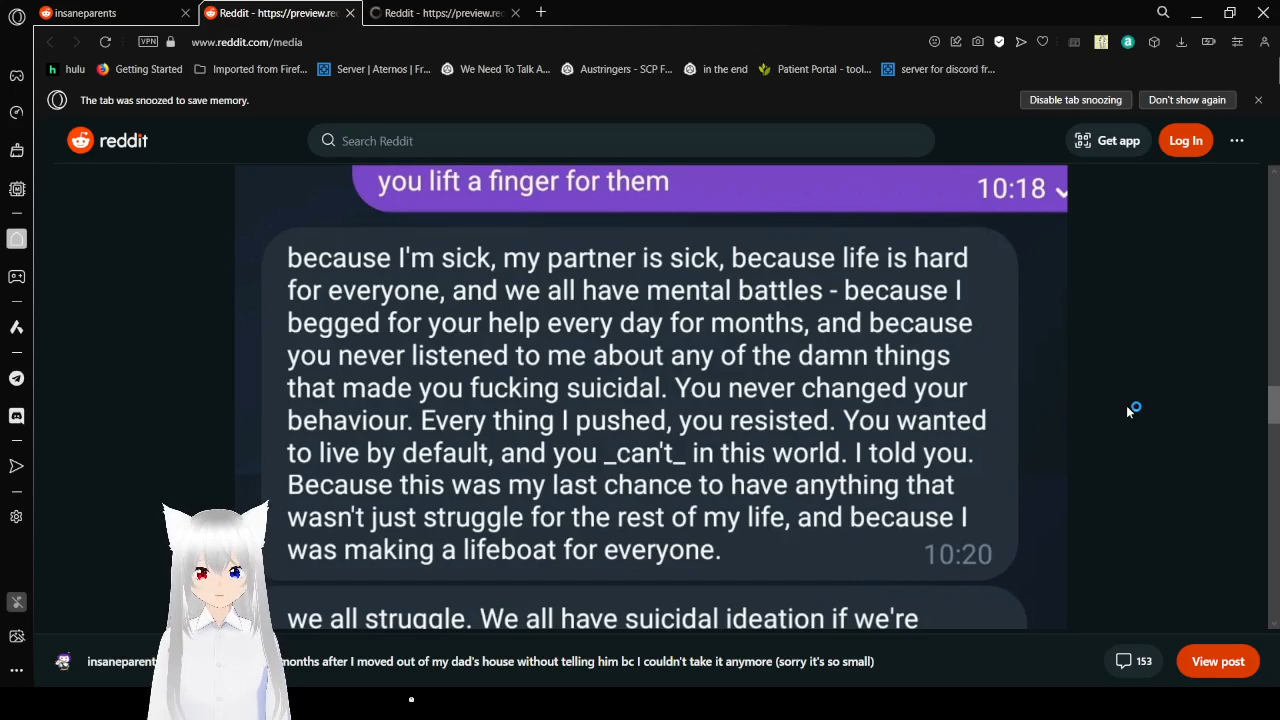 insaneparents
Reddit - https://preview.rec
Reddit - https://preview.rec
VPN
www.reddit.com/media
hulu
Getting Started
Imported from Firef...
Server | Aternos | Fr...
We Need To Talk A...
Austringers - SCP F...
in the end
Patient Portal - tool...
server for discord fr...
The tab was snoozed to save memory.
Disable tab snoozing
Don't show again
reddit
Search Reddit
Get app
Log In
you lift a finger for them
10:18
because I'm sick, my partner is sick, because life is hard
for everyone, and we all have mental battles - because I
begged for your help every day for months, and because
you never listened to me about any of the damn things
that made you fucking suicidal. You never changed your
behaviour. Every thing I pushed, you resisted. You wanted
to live by default, and you _can't_ in this world. I told you.
Because this was my last chance to have anything that
wasn't just struggle for the rest of my life, and because I
was making a lifeboat for everyone.
10:20
we all struggle. We all have suicidal ideation if we're
insaneparent
months after I moved out of my dad's house without telling him bc I couldn't take it anymore (sorry it's so small)
153
View post